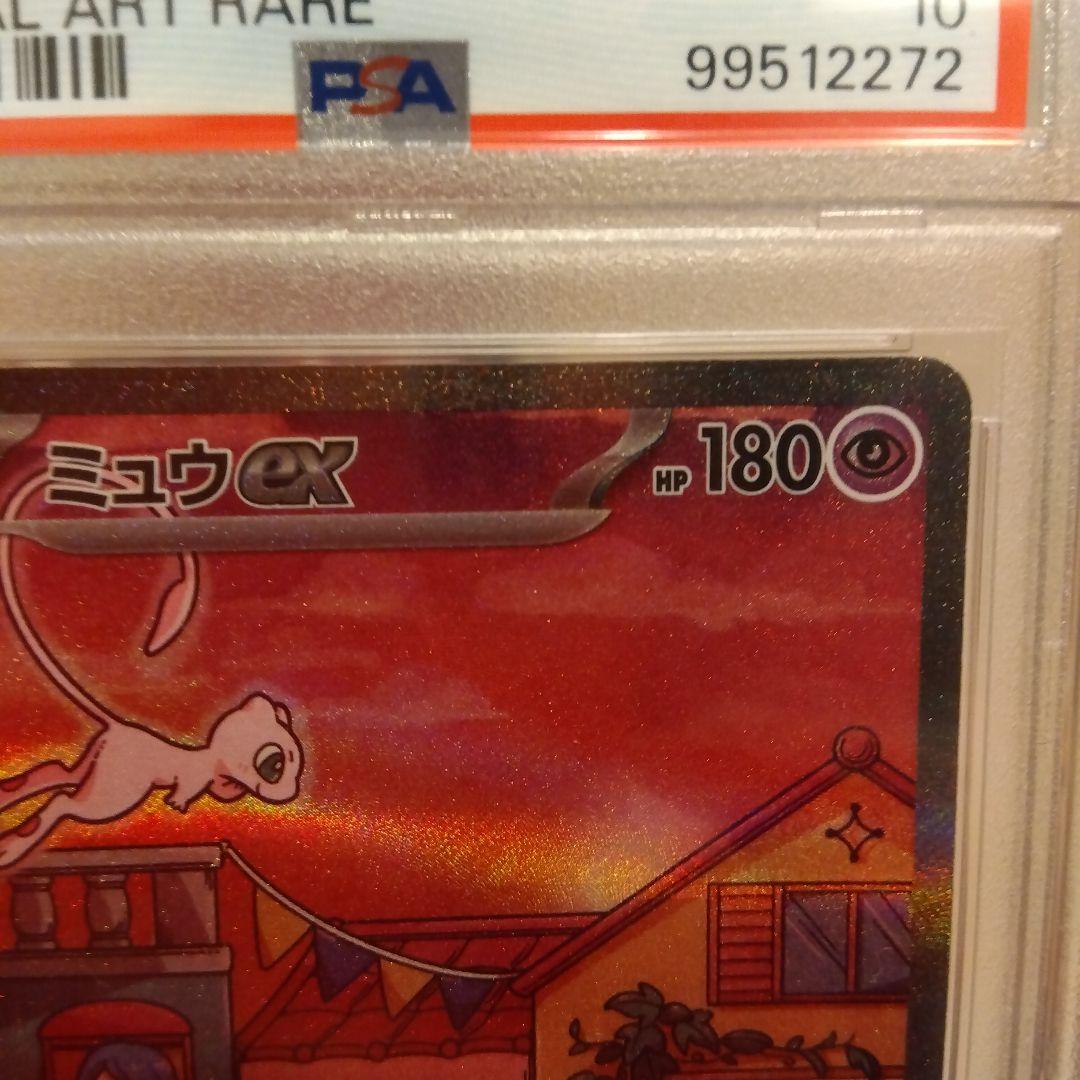 AL ART RARE 10
PSA 99512272
ミュウex HP 180